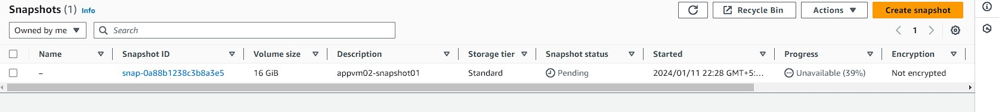 Snapshots (1) Info
Recycle Bin
Actions
Create snapshot
Owned by me
Search
1
Name Snapshot ID Volume size Description Storage tier Snapshot status Started Progress Encryption
– snap-0a88b1238c3b8a3e5 16 GiB appvm02-snapshot01 Standard Pending 2024/01/11 22:28 GMT+5:... Unavailable (39%) Not encrypted